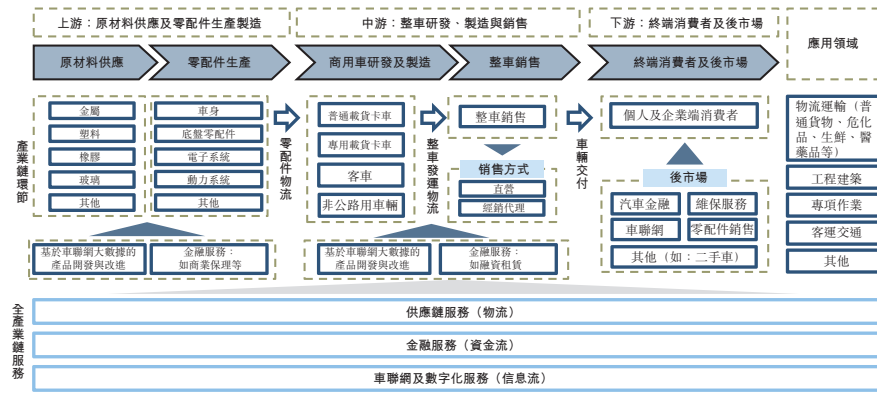 上游：原材料供應及零配件生產製造
中游：整車研發、製造與銷售
下游：終端消費者及後市場
應用領域
原材料供應
零配件生產
商用車研發及製造
整車銷售
終端消費者及後市場
產業鏈環節
金屬
塑料
橡膠
玻璃
其他
車身
底盤零配件
電子系統
動力系統
其他
零配件物流
普通載貨卡車
專用載貨卡車
客車
非公路用車輛
整車發運物流
整車銷售
销售方式
直營
經銷代理
車輛交付
個人及企業端消費者
後市場
汽車金融
維保服務
車聯網
零配件銷售
其他（如：二手車）
物流運輸（普
通貨物、危化
品、生鮮、醫
藥品等）
工程建築
專項作業
客運交通
其他
基於車聯網大數據的
產品開發與改進
金融服務：
如商業保理等
基於車聯網大數據的
產品開發與改進
金融服務：
如融資租賃
全產業鏈服務
供應鏈服務（物流）
金融服務（資金流）
車聯網及數字化服務（信息流）